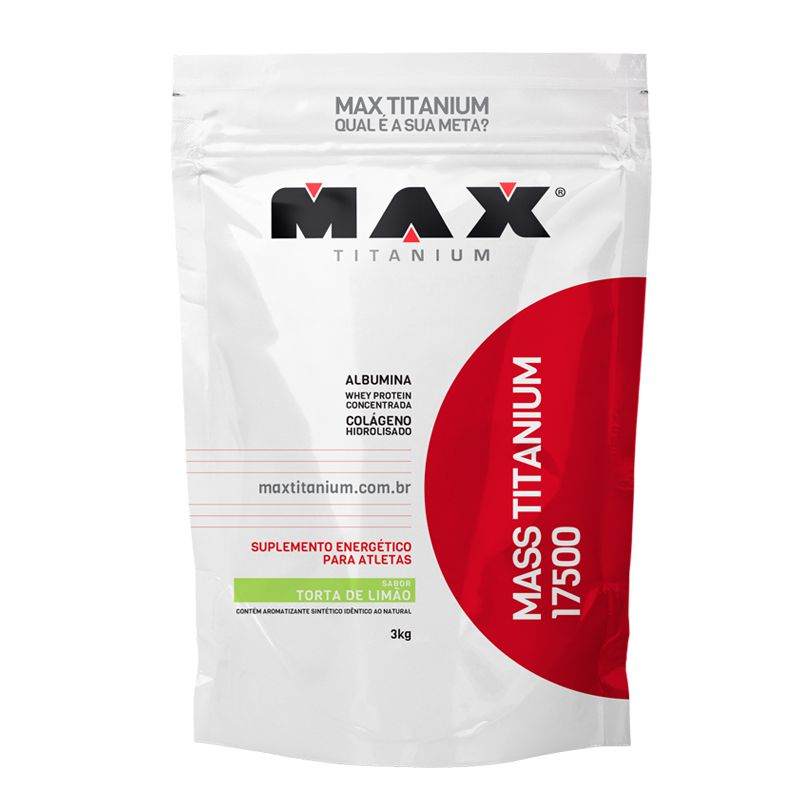 MAX TITANIUM
QUAL É A SUA META?
MAX®
TITANIUM
ALBUMINA
WHEY PROTEIN
CONCENTRADA
COLÁGENO
HIDROLISADO
maxtitanium.com.br
SUPLEMENTO ENERGÉTICO
PARA ATLETAS
SABOR
TORTA DE LIMÃO
CONTÉM AROMATIZANTE SINTÉTICO IDÊNTICO AO NATURAL
3kg
MASS TITANIUM
17500